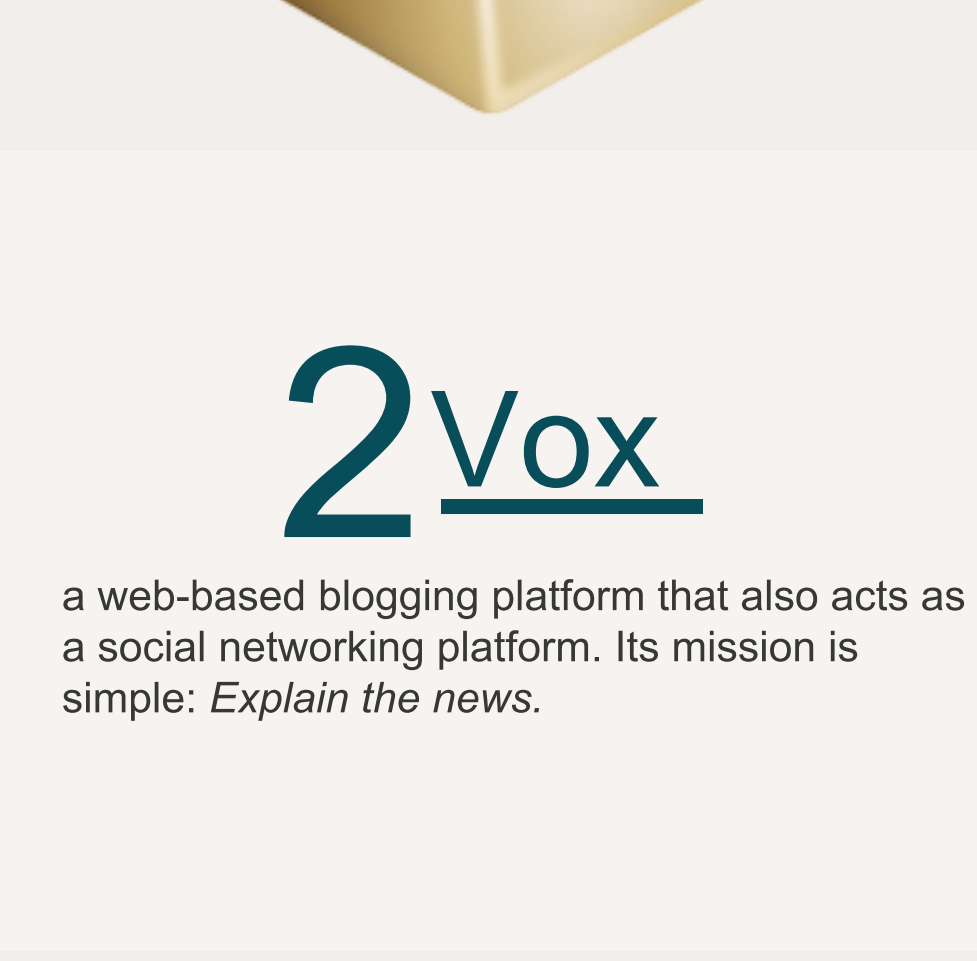 2 Vox
a web-based blogging platform that also acts as
a social networking platform. Its mission is
simple: Explain the news.